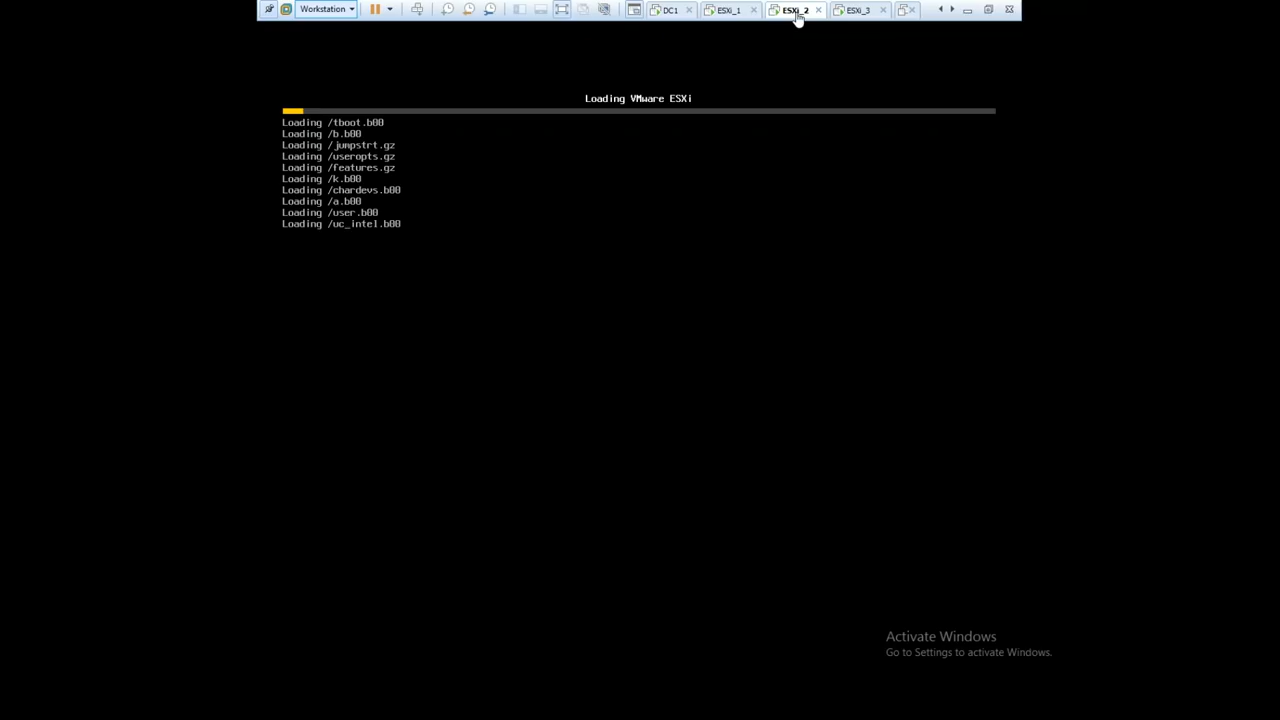 Workstation DC1 ESXi_1 ESXi_2 ESXi_3
Loading VMware ESXi
Loading /tboot.b00
Loading /b.b00
Loading /jumpstrt.gz
Loading /useropts.gz
Loading /features.gz
Loading /k.b00
Loading /chardevs.b00
Loading /a.b00
Loading /user.b00
Loading /uc_intel.b00
Activate Windows
Go to Settings to activate Windows.